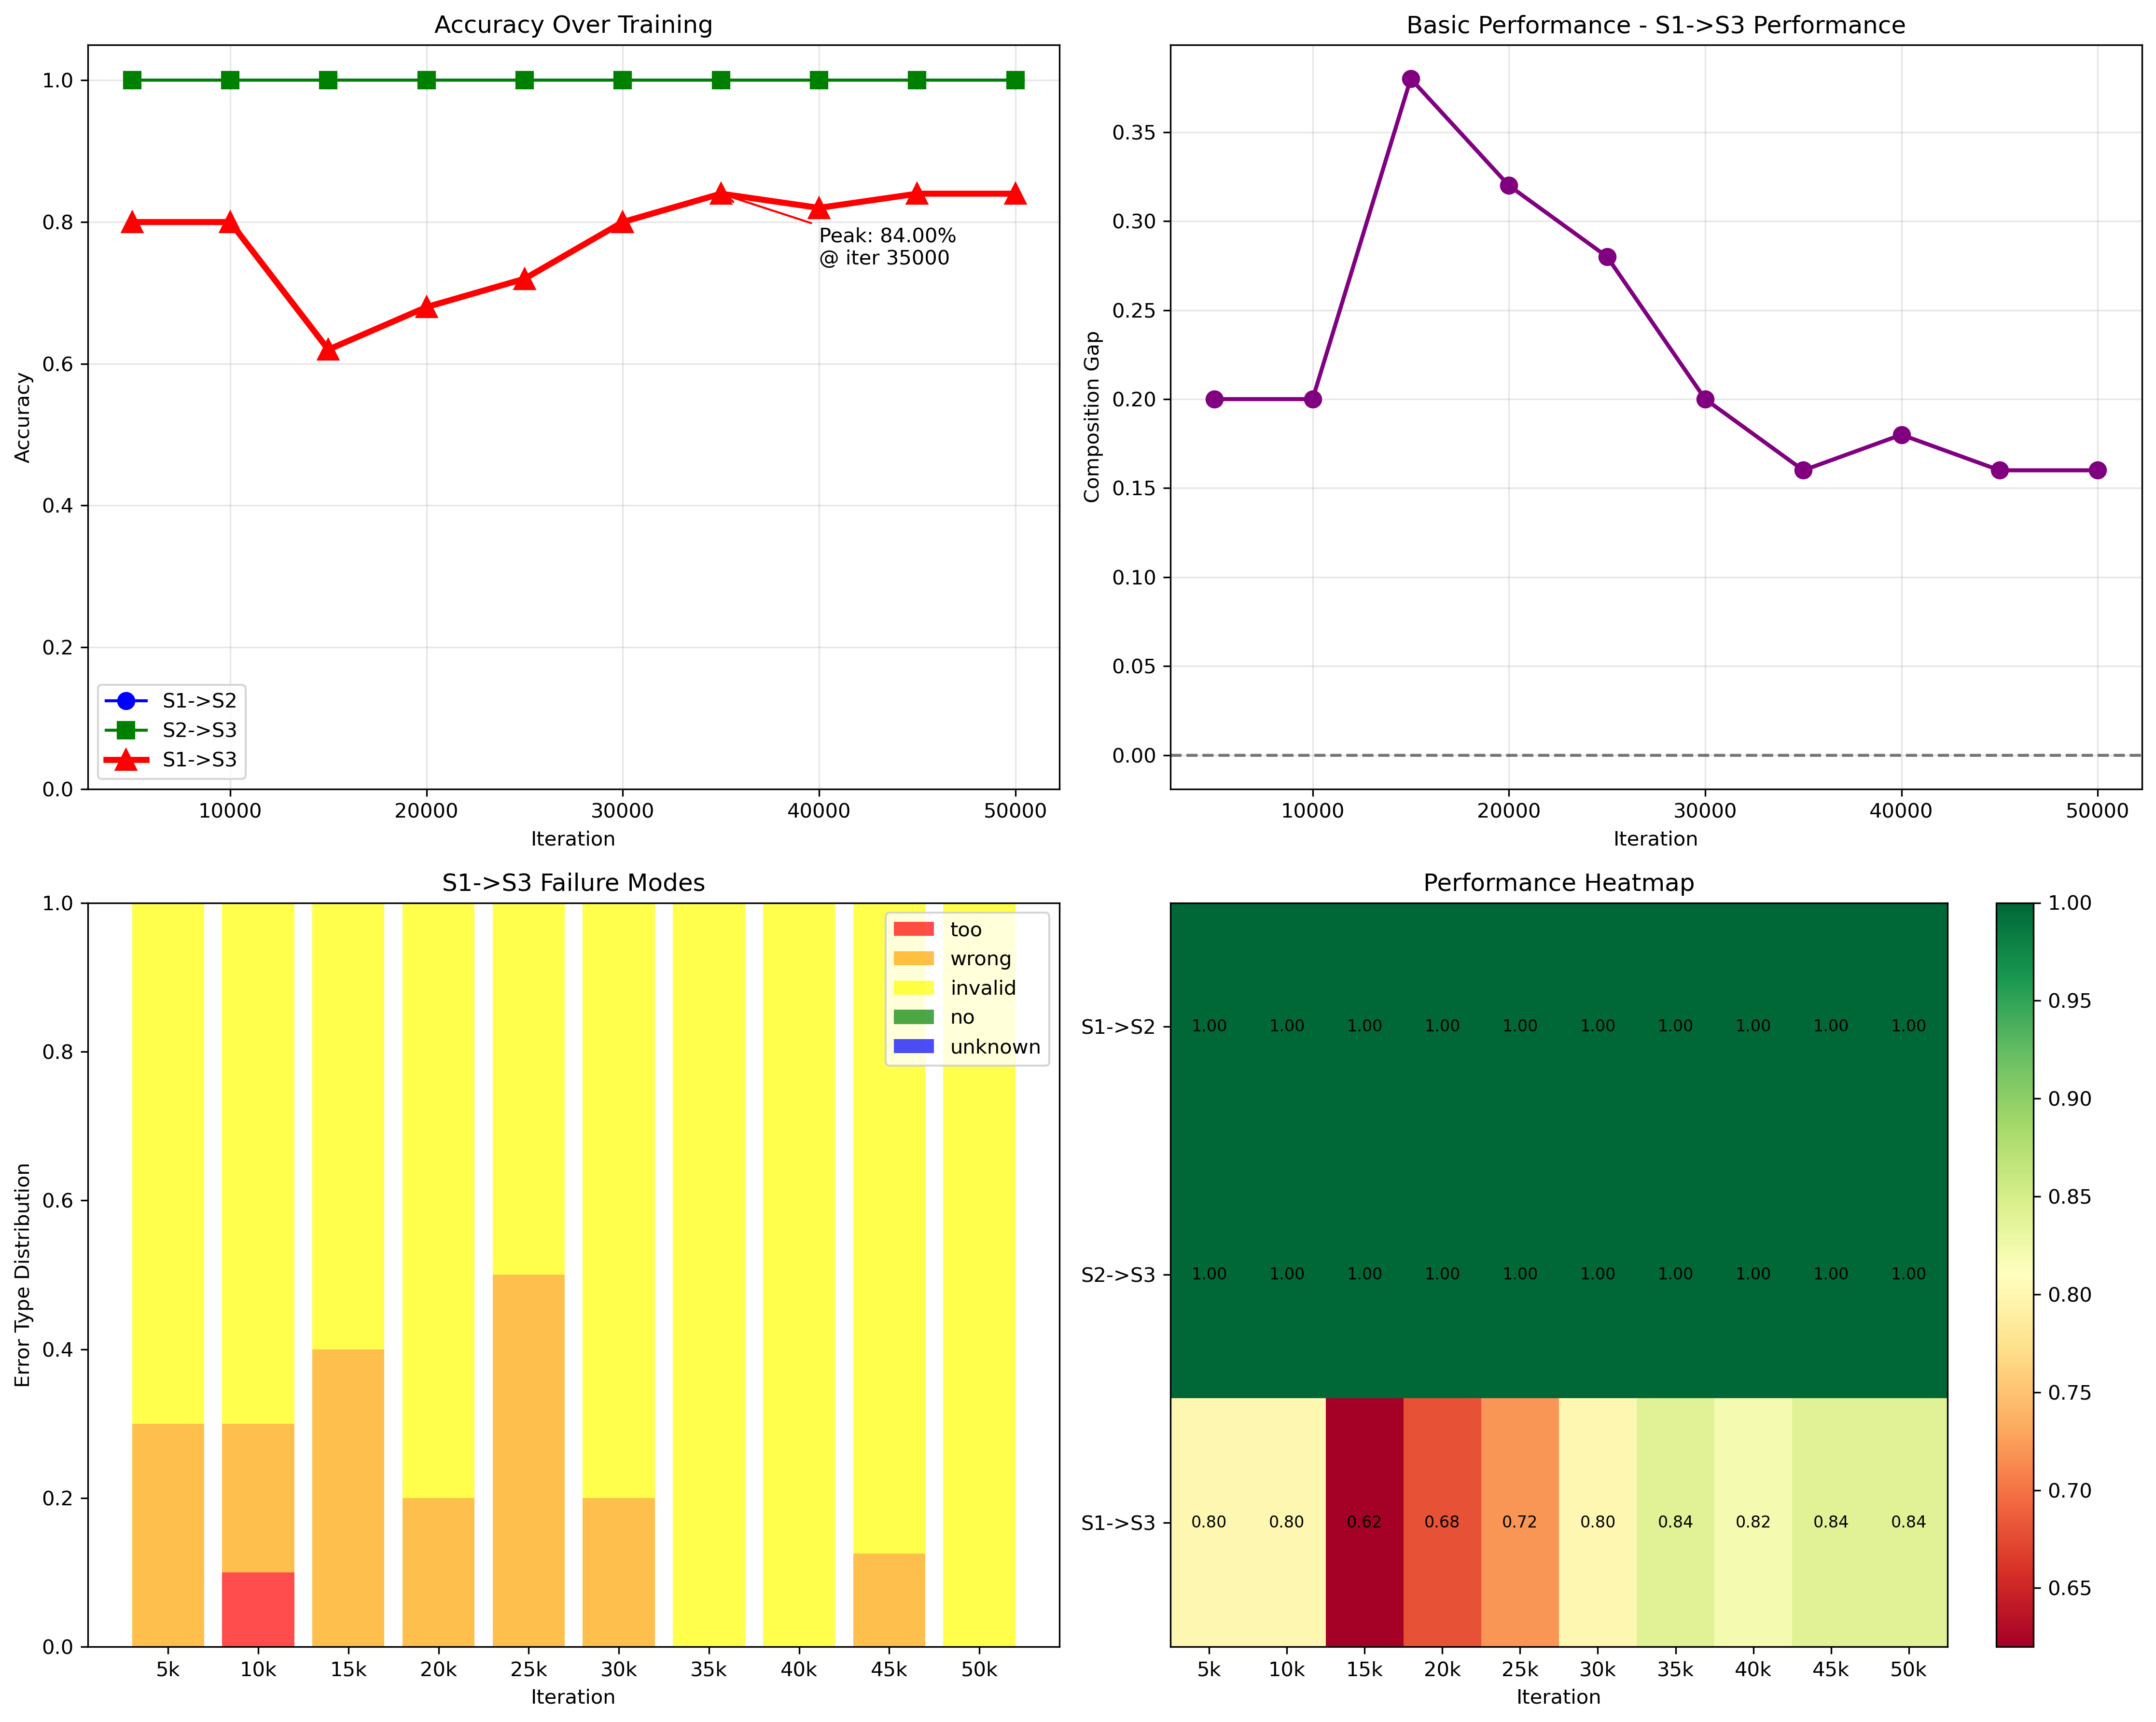 Accuracy Over Training
Accuracy
1.0
0.8
0.6
0.4
0.2
0.0
Peak: 84.00%
@ iter 35000
S1->S2
S2->S3
S1->S3
10000 20000 30000 40000 50000
Iteration
Basic Performance - S1->S3 Performance
Composition Gap
0.35
0.30
0.25
0.20
0.15
0.10
0.05
0.00
10000 20000 30000 40000 50000
Iteration
S1->S3 Failure Modes
Error Type Distribution
1.0
0.8
0.6
0.4
0.2
0.0
too
wrong
invalid
no
unknown
5k 10k 15k 20k 25k 30k 35k 40k 45k 50k
Iteration
Performance Heatmap
S1->S2 1.00 1.00 1.00 1.00 1.00 1.00 1.00 1.00 1.00 1.00
S2->S3 1.00 1.00 1.00 1.00 1.00 1.00 1.00 1.00 1.00 1.00
S1->S3 0.80 0.80 0.62 0.68 0.72 0.80 0.84 0.82 0.84 0.84
5k 10k 15k 20k 25k 30k 35k 40k 45k 50k
Iteration
1.00
0.95
0.90
0.85
0.80
0.75
0.70
0.65